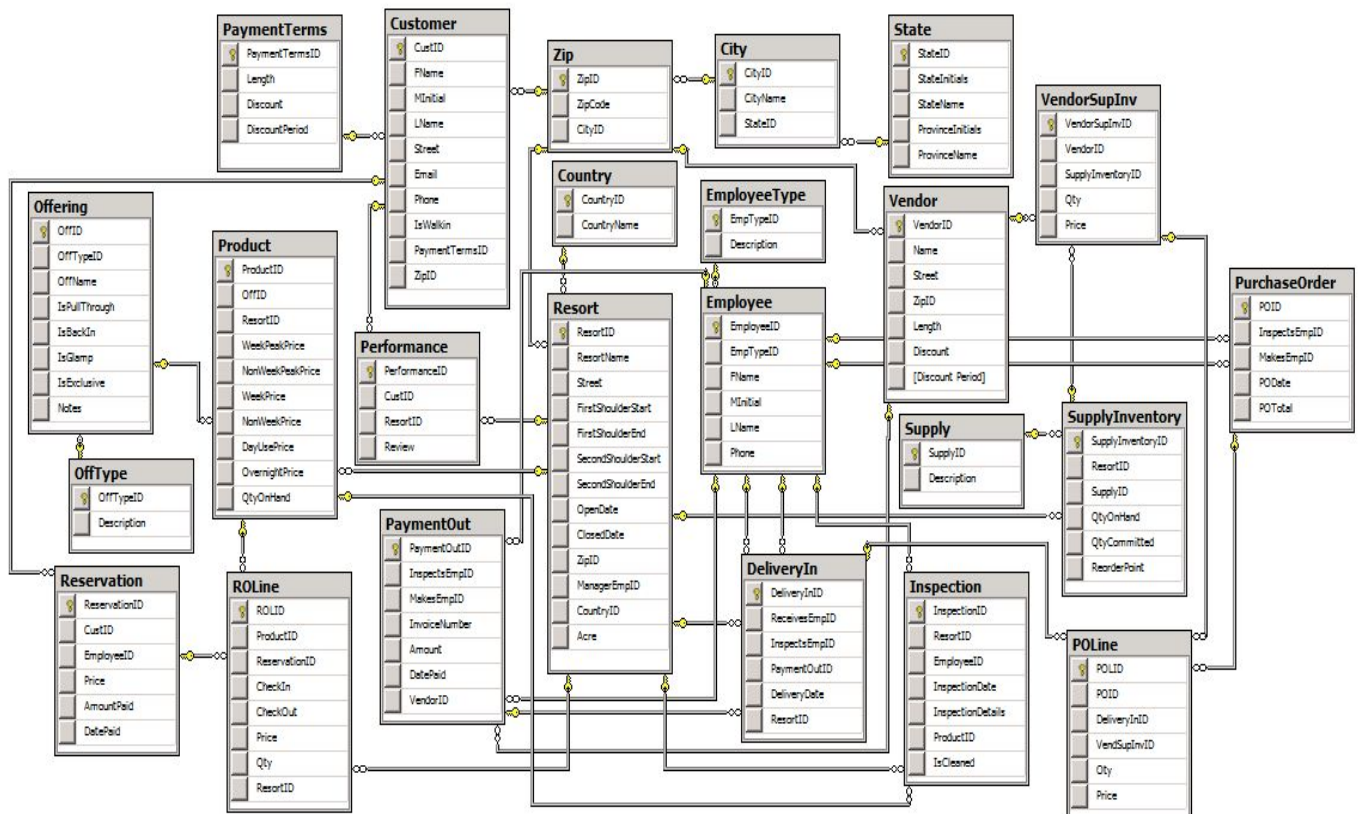 PaymentTerms
PaymentTermsID
Length
Discount
DiscountPeriod
Customer
CustID
FName
MInitial
LName
Street
Email
Phone
IsWalkin
PaymentTermsID
ZipID
Zip
ZipID
ZipCode
CityID
City
CityID
CityName
StateID
State
StateID
StateInitials
StateName
ProvinceInitials
ProvinceName
VendorSupInv
VendorSupInvID
VendorID
SupplyInventoryID
Qty
Price
Offering
OffID
OffTypeID
OffName
IsPullThrough
IsBackIn
IsGlamp
IsExclusive
Notes
Product
ProductID
OffID
ResortID
WeekPeakPrice
NonWeekPeakPrice
WeekPrice
NonWeekPrice
DayUsePrice
OvernightPrice
QtyOnHand
Country
CountryID
CountryName
EmployeeType
EmpTypeID
Description
Vendor
VendorID
Name
Street
ZipID
Length
Discount
[Discount Period]
PurchaseOrder
POID
InspectsEmpID
MakesEmpID
PODate
POTotal
Performance
PerformanceID
CustID
ResortID
Review
Resort
ResortID
ResortName
Street
FirstShoulderStart
FirstShoulderEnd
SecondShoulderStart
SecondShoulderEnd
OpenDate
ClosedDate
ZipID
ManagerEmpID
CountryID
Acre
Employee
EmployeeID
EmpTypeID
FName
MInitial
LName
Phone
Supply
SupplyID
Description
SupplyInventory
SupplyInventoryID
ResortID
SupplyID
QtyOnHand
QtyCommitted
ReorderPoint
OffType
OffTypeID
Description
PaymentOut
PaymentOutID
InspectsEmpID
MakesEmpID
InvoiceNumber
Amount
DatePaid
VendorID
Reservation
ReservationID
CustID
EmployeeID
Price
AmountPaid
DatePaid
ROLine
ROLID
ProductID
ReservationID
CheckIn
CheckOut
Price
Qty
ResortID
DeliveryIn
DeliveryInID
ReceivesEmpID
InspectsEmpID
PaymentOutID
DeliveryDate
ResortID
Inspection
InspectionID
ResortID
EmployeeID
InspectionDate
InspectionDetails
ProductID
IsCleaned
POLine
POLID
POID
DeliveryInID
VendSupInvID
Qty
Price